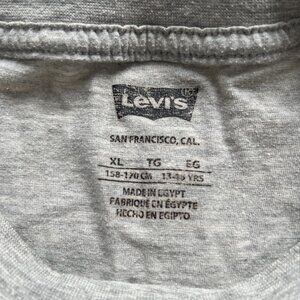 Levi's
SAN FRANCISCO, CAL.
XL TG EG
158-170 CM 13-15 YRS
MADE IN EGYPT
FABRIQUÉ EN ÉGYPTE
HECHO EN EGIPTO